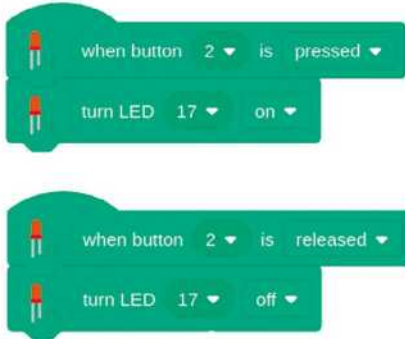 when button 2 is pressed
turn LED 17 on
when button 2 is released
turn LED 17 off